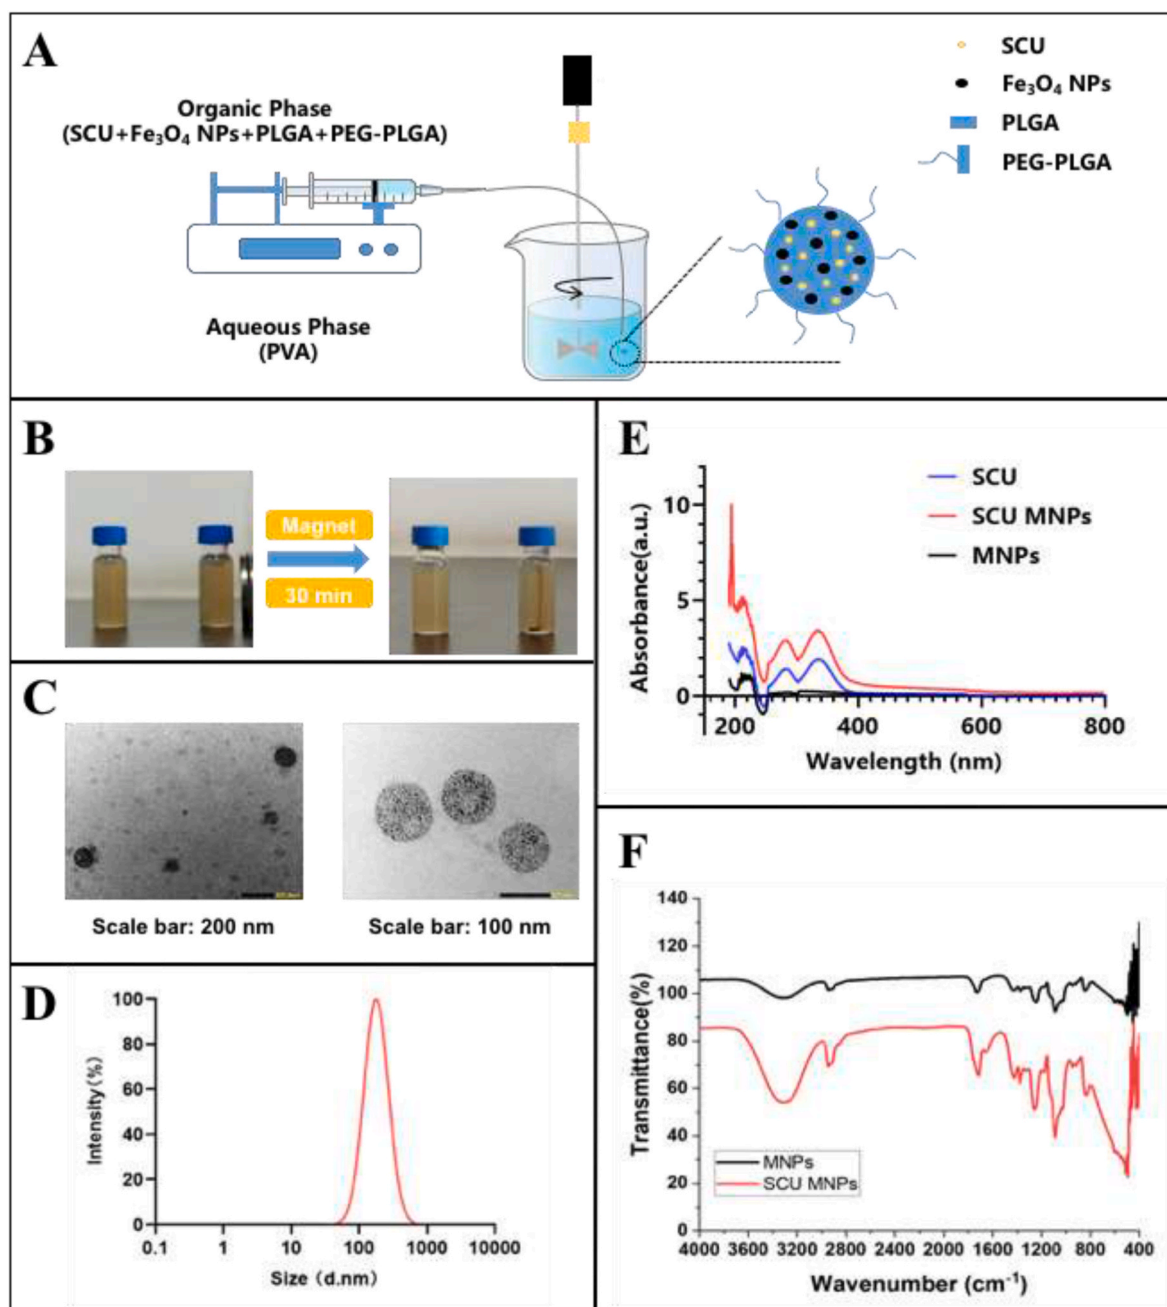 A
Organic Phase
(SCU+Fe₃O₄ NPs+PLGA+PEG-PLGA)
Aqueous Phase
(PVA)
SCU
Fe₃O₄ NPs
PLGA
PEG-PLGA
B
Magnet
30 min
C
Scale bar: 200 nm
Scale bar: 100 nm
D
Intensity(%)
100
80
60
40
20
0
0.1 1 10 100 1000 10000
Size (d.nm)
E
Absorbance(a.u.)
10
5
0
200 400 600 800
Wavelength (nm)
SCU
SCU MNPs
MNPs
F
Transmittance(%)
140
120
100
80
60
40
20
0
4000 3600 3200 2800 2400 2000 1600 1200 800 400
Wavenumber (cm⁻¹)
MNPs
SCU MNPs